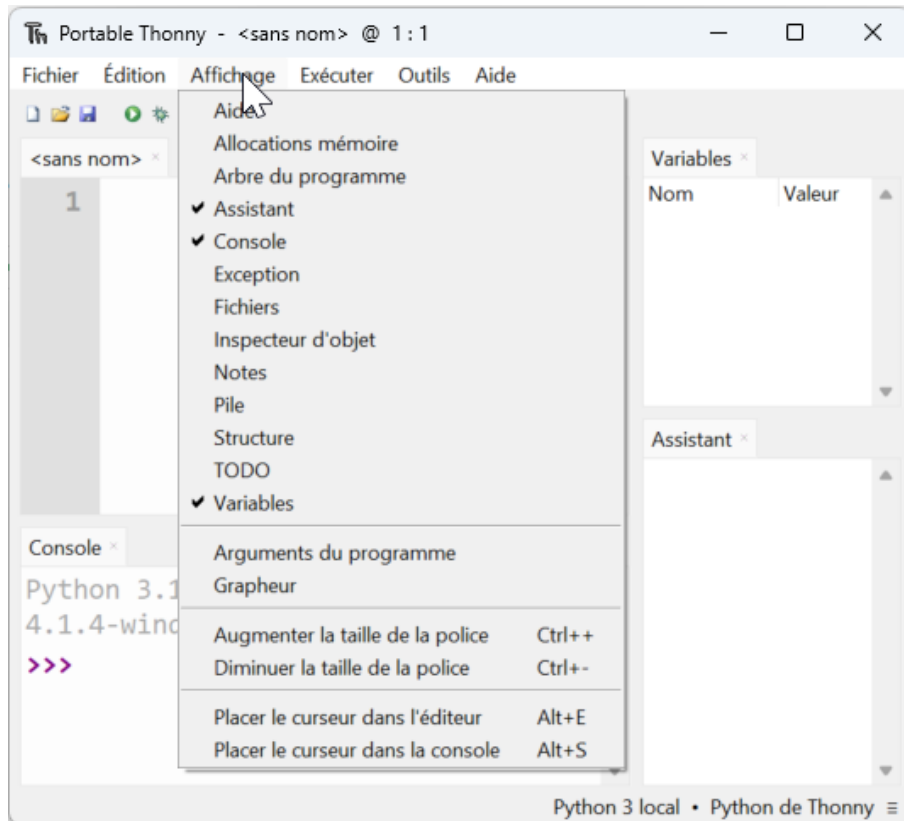 Portable Thonny - <sans nom> @ 1:1
Fichier Édition Affichage Exécuter Outils Aide
<sans nom>
1
Aide
Allocations mémoire
Arbre du programme
✔ Assistant
✔ Console
Exception
Fichiers
Inspecteur d'objet
Notes
Pile
Structure
TODO
✔ Variables
Arguments du programme
Grapheur
Augmenter la taille de la police Ctrl++
Diminuer la taille de la police Ctrl+-
Placer le curseur dans l'éditeur Alt+E
Placer le curseur dans la console Alt+S
Console
Python 3.1
4.1.4-wind
>>>
Variables
Nom Valeur
Assistant
Python 3 local • Python de Thonny ≡